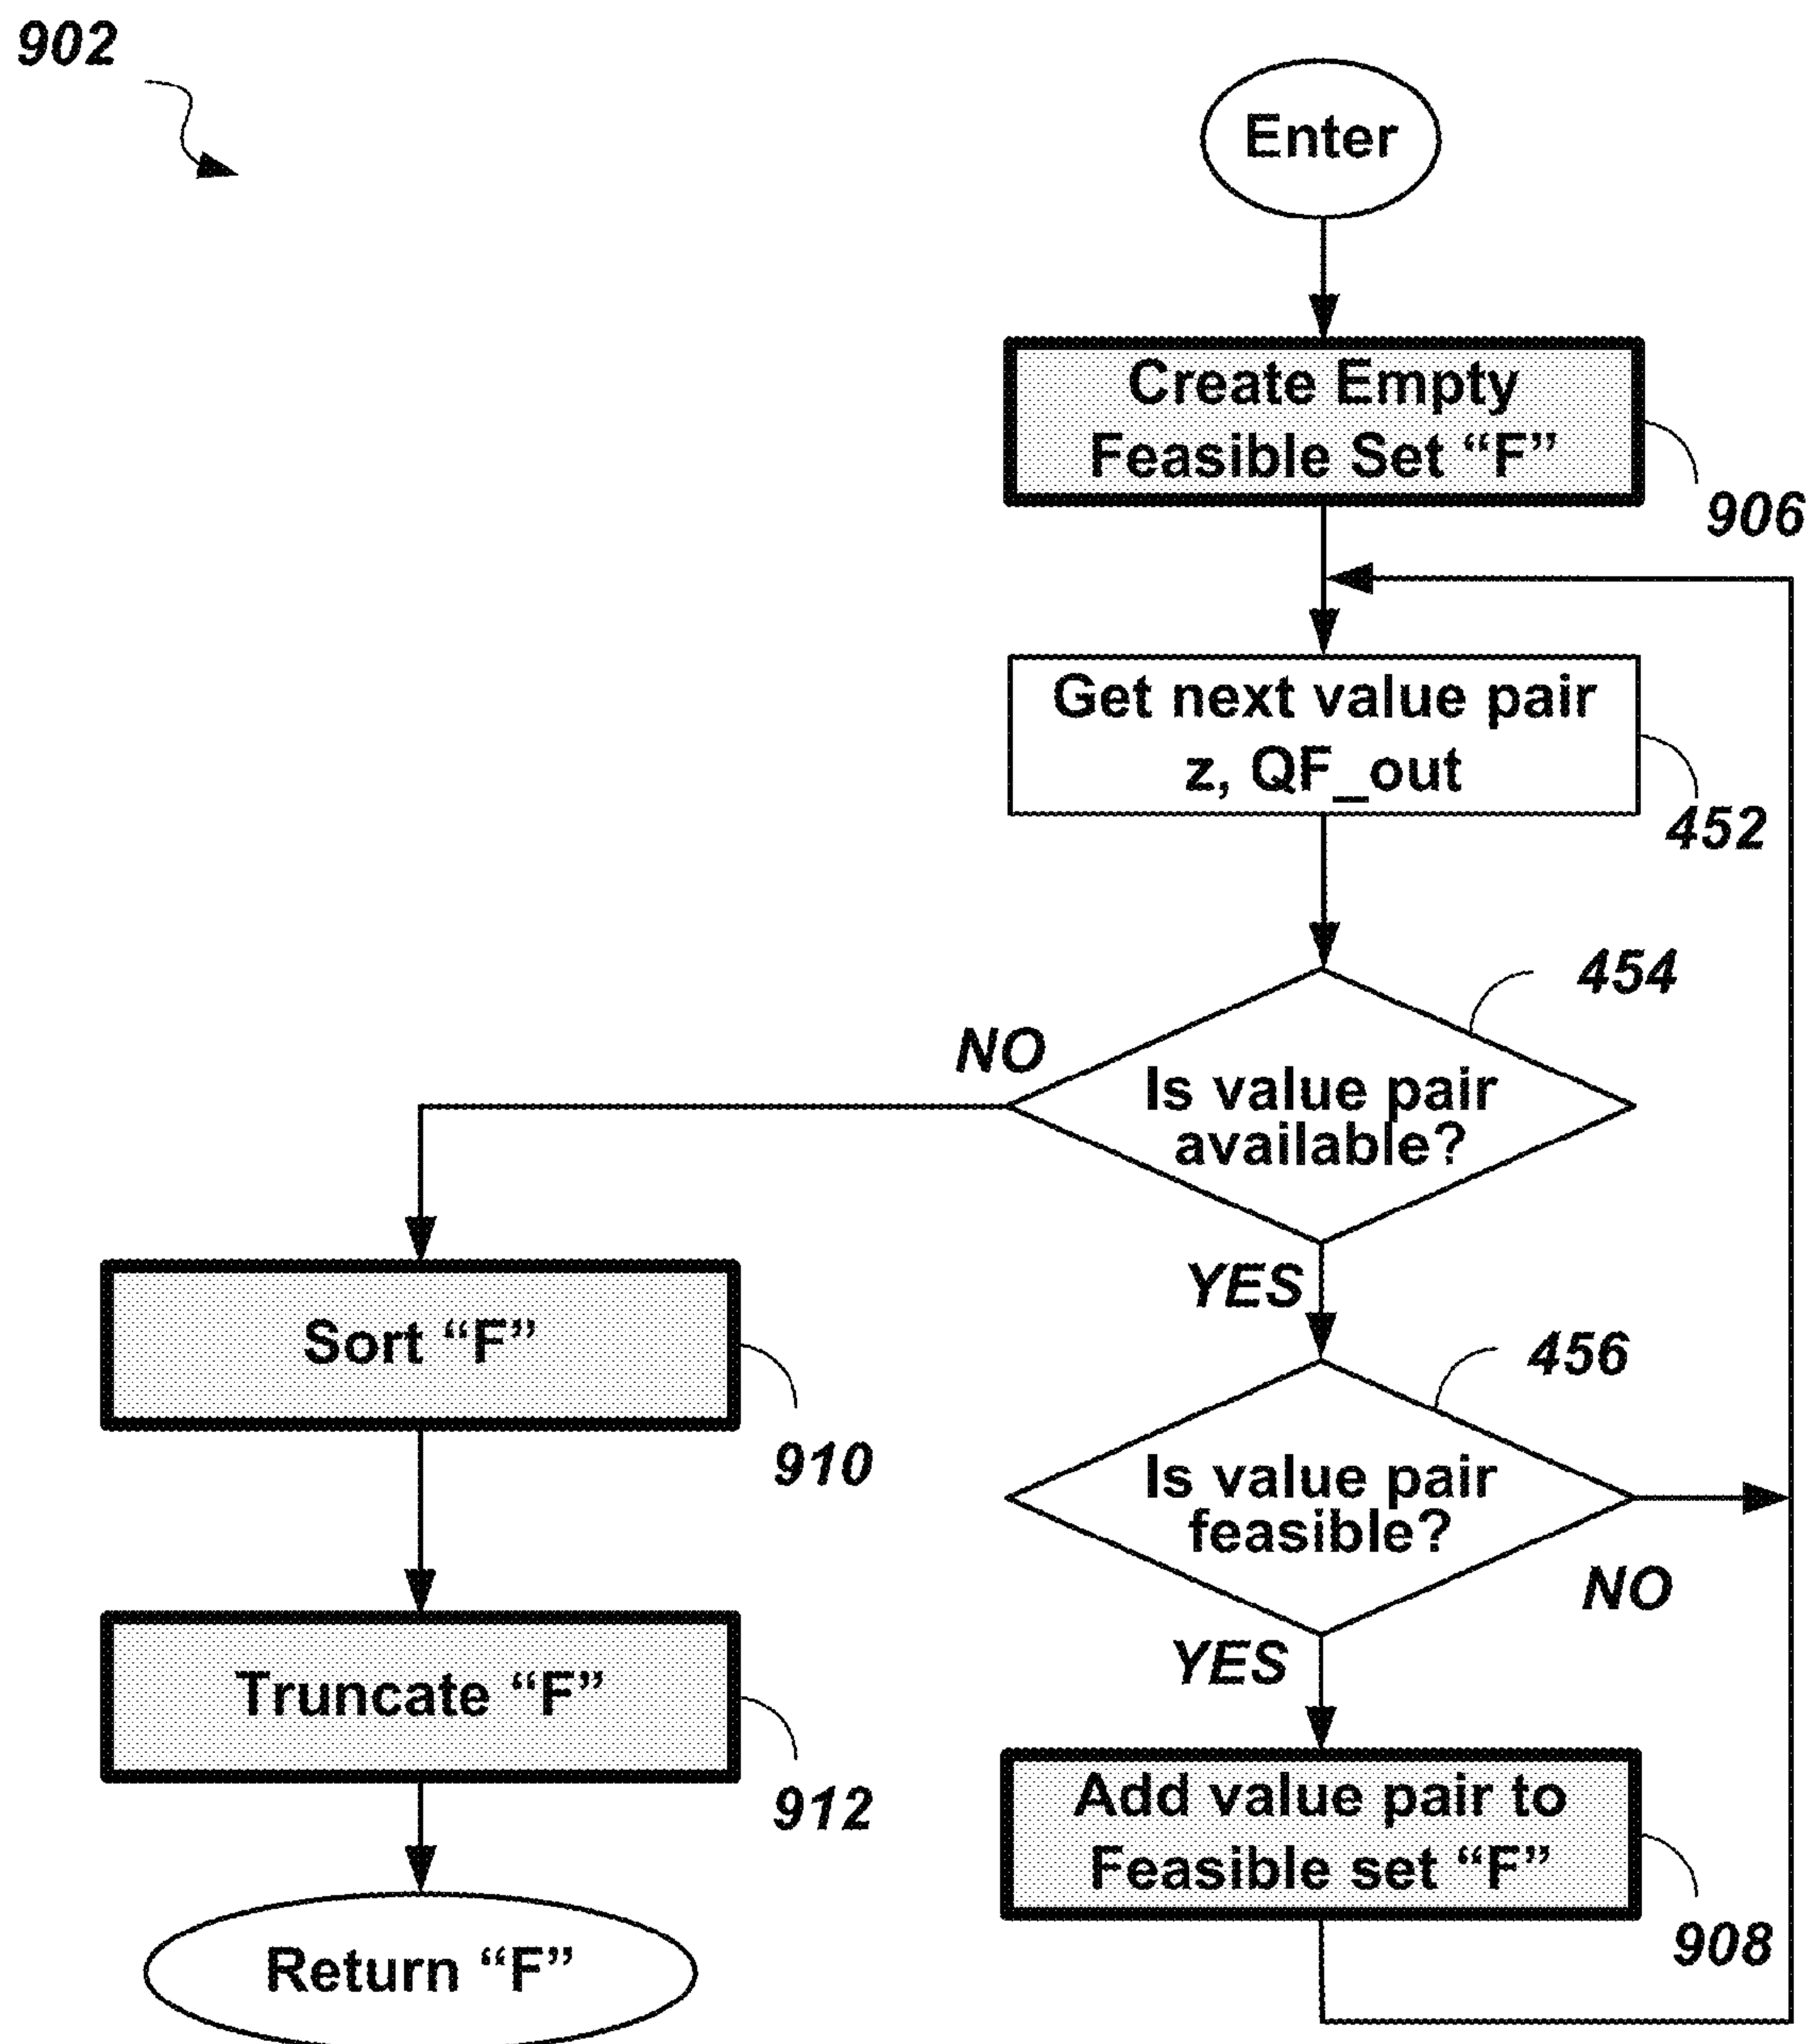 902
Enter
Create Empty
Feasible Set “F”
906
Get next value pair
z, QF_out
452
454
NO
Is value pair
available?
YES
Sort “F”
910
456
Is value pair
feasible?
NO
YES
Truncate “F”
912
Add value pair to
Feasible set “F”
908
Return “F”